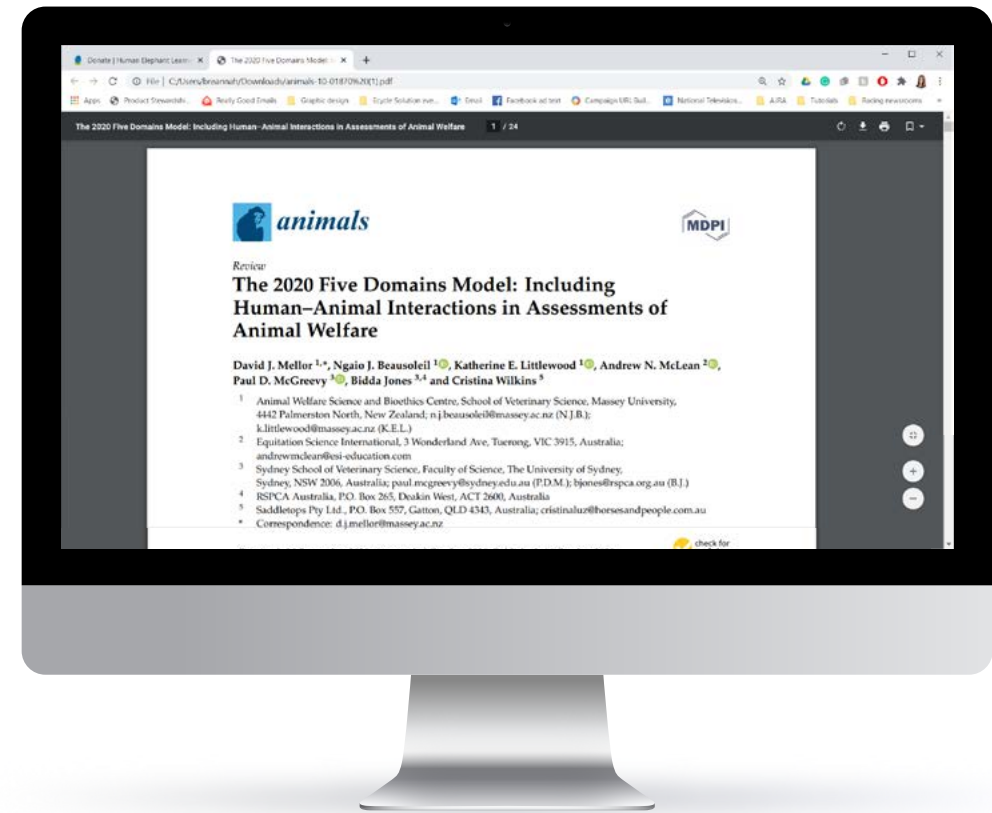 Donate | Human Elephant Learn
The 2020 Five Domains Model: I
File | C:/Users/breannah/Downloads/animals-10-01870%20(1).pdf
Apps
Product Stewardsh...
Really Good Emails
Graphic design
Ecycle Solution eve...
Email
Facebook ad text
Campaign URL Buil...
National Television...
AJRA
Tutorials
Racing newsrooms
The 2020 Five Domains Model: Including Human–Animal Interactions in Assessments of Animal Welfare
1 / 24
animals
MDPI
Review
The 2020 Five Domains Model: Including
Human–Animal Interactions in Assessments of
Animal Welfare
David J. Mellor 1,*, Ngaio J. Beausoleil 1, Katherine E. Littlewood 1, Andrew N. McLean 2,
Paul D. McGreevy 3, Bidda Jones 3,4 and Cristina Wilkins 5
1 Animal Welfare Science and Bioethics Centre, School of Veterinary Science, Massey University,
4442 Palmerston North, New Zealand; n.j.beausoleil@massey.ac.nz (N.J.B.);
k.littlewood@massey.ac.nz (K.E.L.)
2 Equitation Science International, 3 Wonderland Ave, Tuerong, VIC 3915, Australia;
andrewmclean@esi-education.com
3 Sydney School of Veterinary Science, Faculty of Science, The University of Sydney,
Sydney, NSW 2006, Australia; paul.mcgreevy@sydney.edu.au (P.D.M.); bjones@rspca.org.au (B.J.)
4 RSPCA Australia, P.O. Box 265, Deakin West, ACT 2600, Australia
5 Saddletops Pty Ltd., P.O. Box 557, Gatton, QLD 4343, Australia; cristinaluz@horsesandpeople.com.au
* Correspondence: d.j.mellor@massey.ac.nz
check for